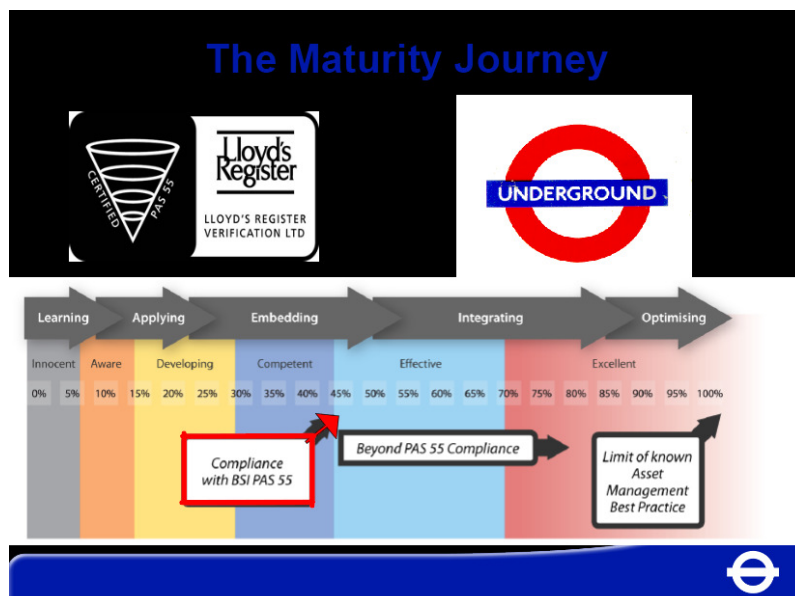 The Maturity Journey
CERTIFIED PAS 55
Lloyd's
Register
LLOYD'S REGISTER
VERIFICATION LTD
UNDERGROUND
Learning Applying Embedding Integrating Optimising
Innocent Aware Developing Competent Effective Excellent
0% 5% 10% 15% 20% 25% 30% 35% 40% 45% 50% 55% 60% 65% 70% 75% 80% 85% 90% 95% 100%
Compliance
with BSI PAS 55
Beyond PAS 55 Compliance
Limit of known
Asset
Management
Best Practice